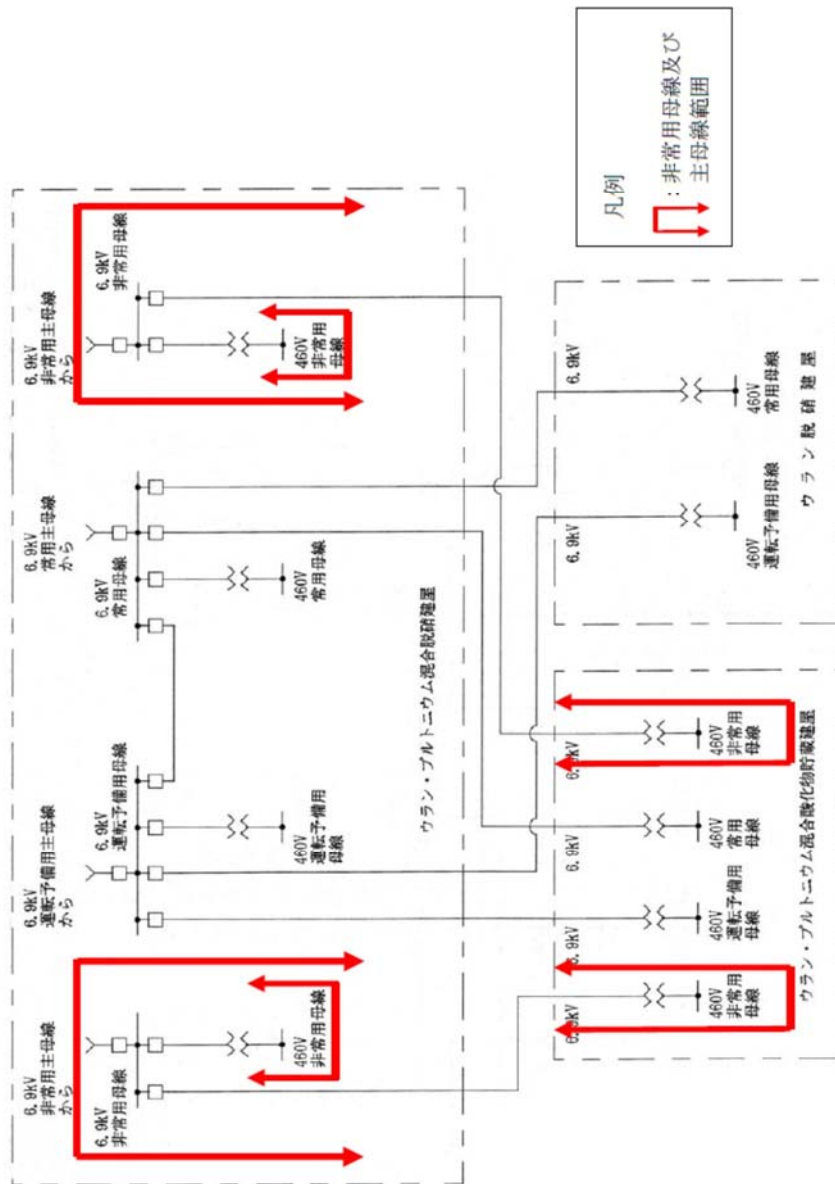 6.9kV
非常用主母線
から
6.9kV
非常用母線
460V
非常用母線
6.9kV
運転予備用主母線
から
6.9kV
運転予備用母線
460V
運転予備用
母線
6.9kV
常用主母線
から
6.9kV
常用母線
460V
常用母線
6.9kV
非常用主母線
から
6.9kV
非常用母線
460V
非常用
母線
ウラン・プルトニウム混合脱硝建屋
6.9kV
460V
非常用
母線
6.9kV
460V
運転予備用
母線
6.9kV
460V
常用
母線
6.9kV
460V
非常用
母線
ウラン・プルトニウム混合酸化物貯蔵建屋
6.9kV
460V
運転予備用母線
6.9kV
460V
常用母線
ウラン脱硝建屋
凡例
：非常用母線及び
主母線範囲